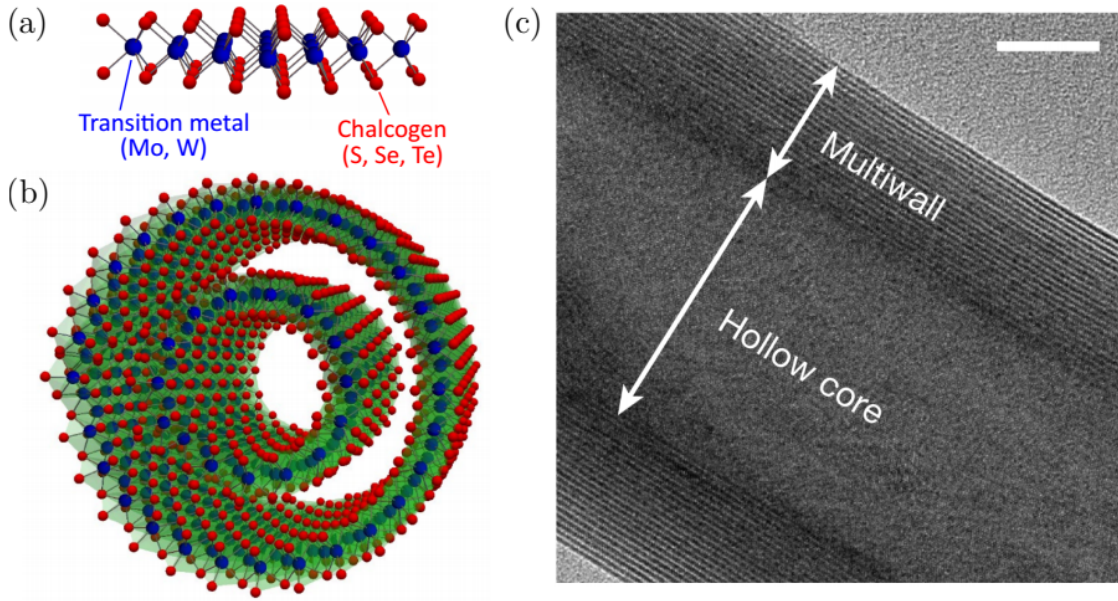 (a)
Transition metal
(Mo, W)
Chalcogen
(S, Se, Te)
(b)
(c)
Multiwall
Hollow core